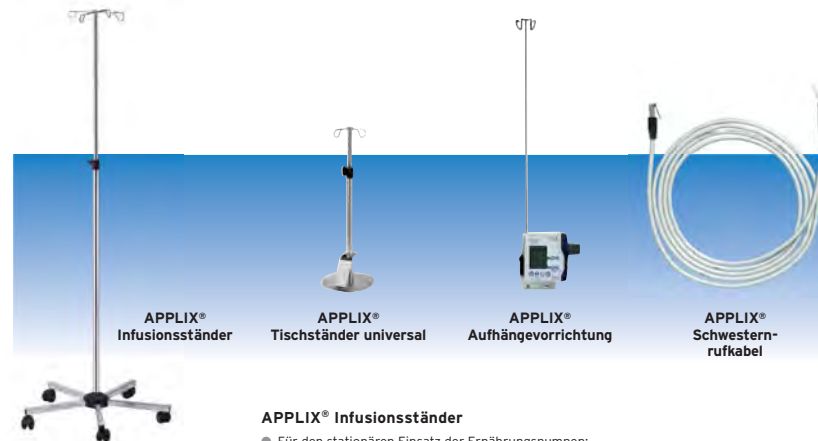 APPLIX®
Infusionsständer
APPLIX®
Tischständer universal
APPLIX®
Aufhängevorrichtung
APPLIX®
Schwestern-
rufkabel
APPLIX® Infusionsständer
Für den stationären Einsatz der Ernährungspumpen: